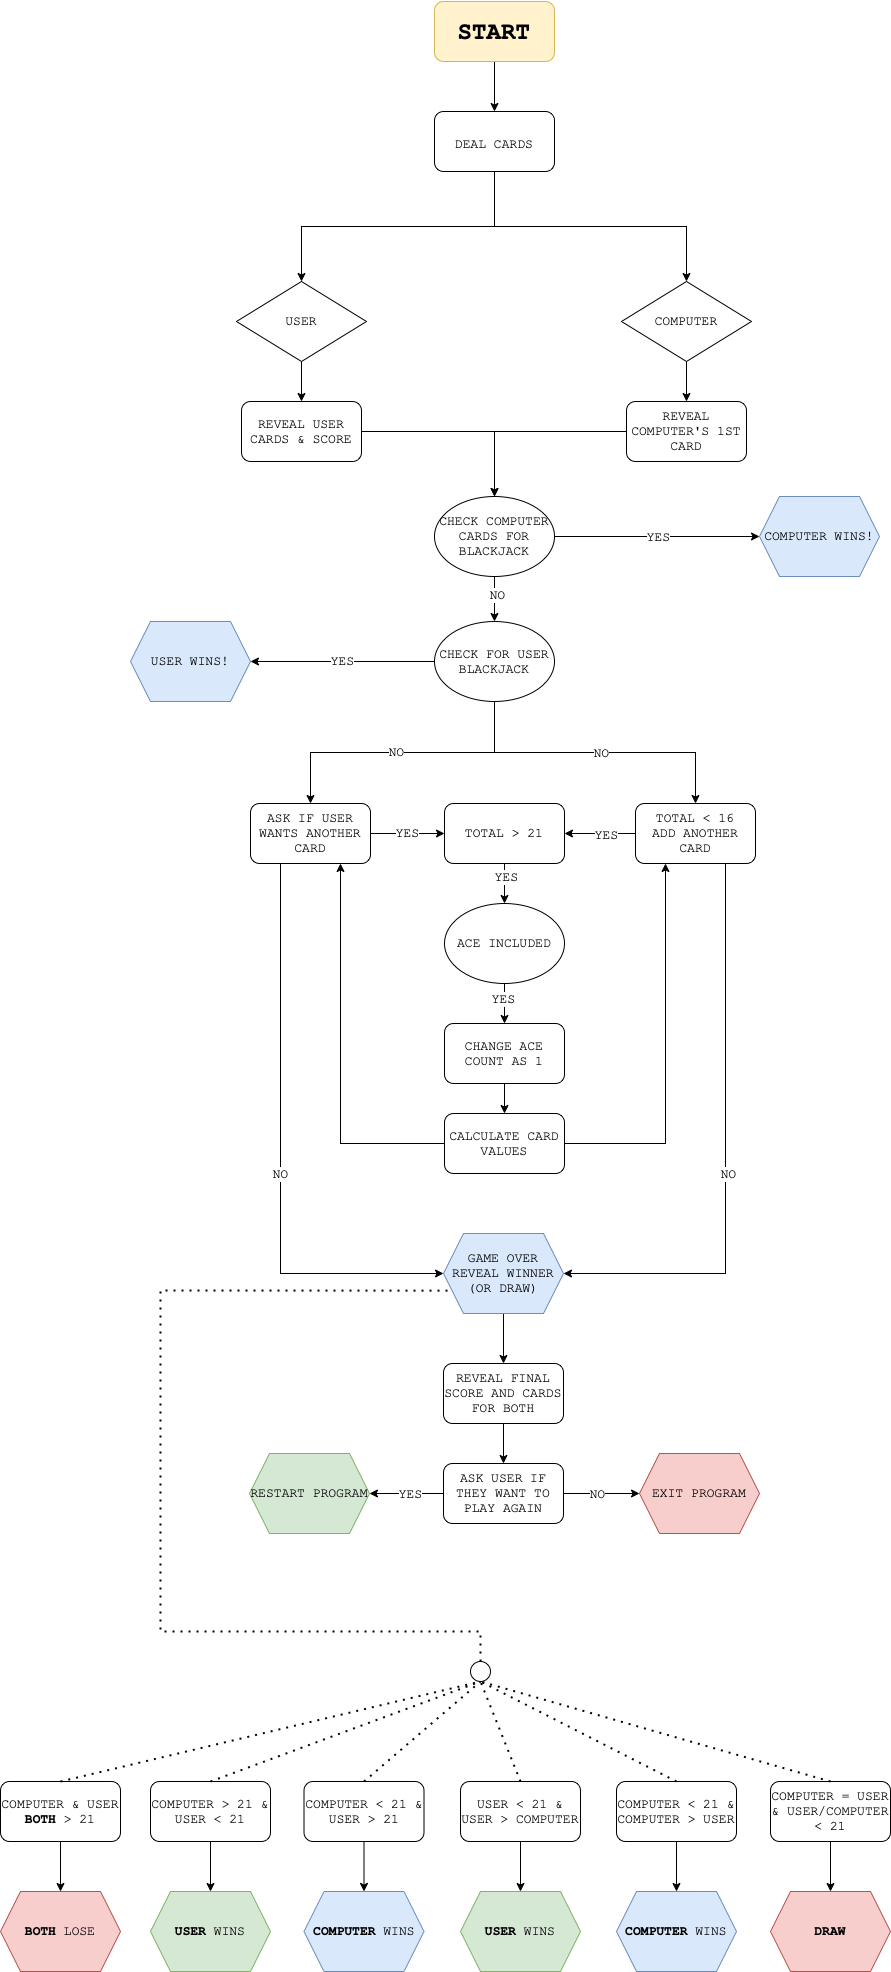 START
DEAL CARDS
USER
COMPUTER
REVEAL USER
CARDS & SCORE
REVEAL
COMPUTER'S 1ST
CARD
CHECK COMPUTER
CARDS FOR
BLACKJACK
YES
COMPUTER WINS!
NO
CHECK FOR USER
BLACKJACK
YES
USER WINS!
NO
NO
ASK IF USER
WANTS ANOTHER
CARD
YES
TOTAL > 21
YES
TOTAL < 16
ADD ANOTHER
CARD
YES
ACE INCLUDED
YES
CHANGE ACE
COUNT AS 1
CALCULATE CARD
VALUES
NO
NO
GAME OVER
REVEAL WINNER
(OR DRAW)
REVEAL FINAL
SCORE AND CARDS
FOR BOTH
ASK USER IF
THEY WANT TO
PLAY AGAIN
YES
RESTART PROGRAM
NO
EXIT PROGRAM
COMPUTER & USER
BOTH > 21
COMPUTER > 21 &
USER < 21
COMPUTER < 21 &
USER > 21
USER < 21 &
USER > COMPUTER
COMPUTER < 21 &
COMPUTER > USER
COMPUTER = USER
& USER/COMPUTER
< 21
BOTH LOSE
USER WINS
COMPUTER WINS
USER WINS
COMPUTER WINS
DRAW